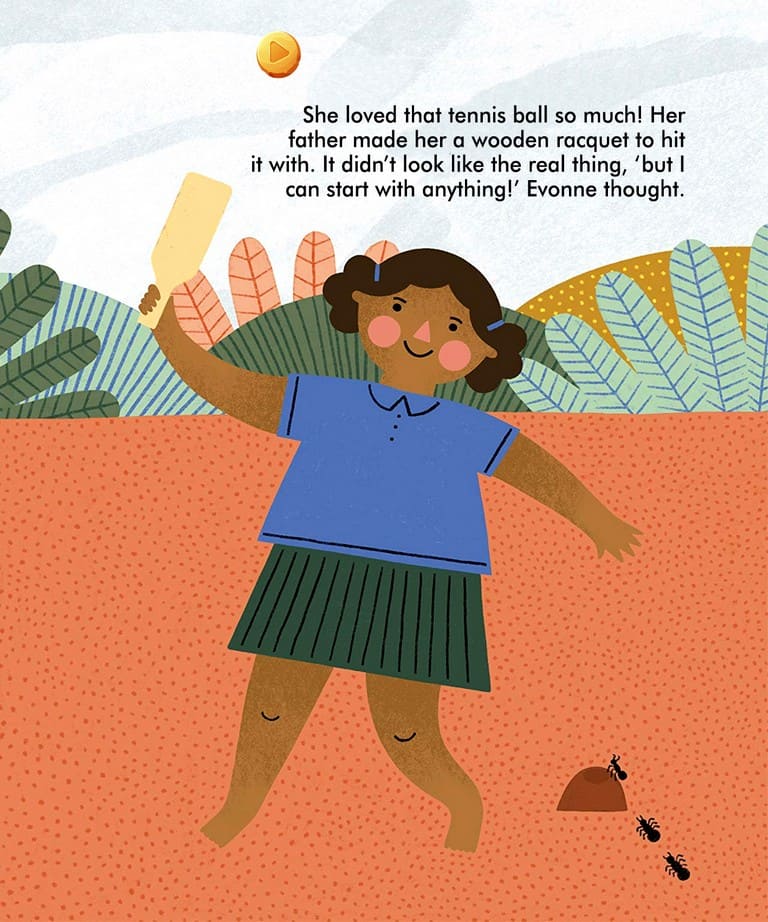 She loved that tennis ball so much! Her
father made her a wooden racquet to hit
it with. It didn’t look like the real thing, ‘but I
can start with anything!’ Evonne thought.